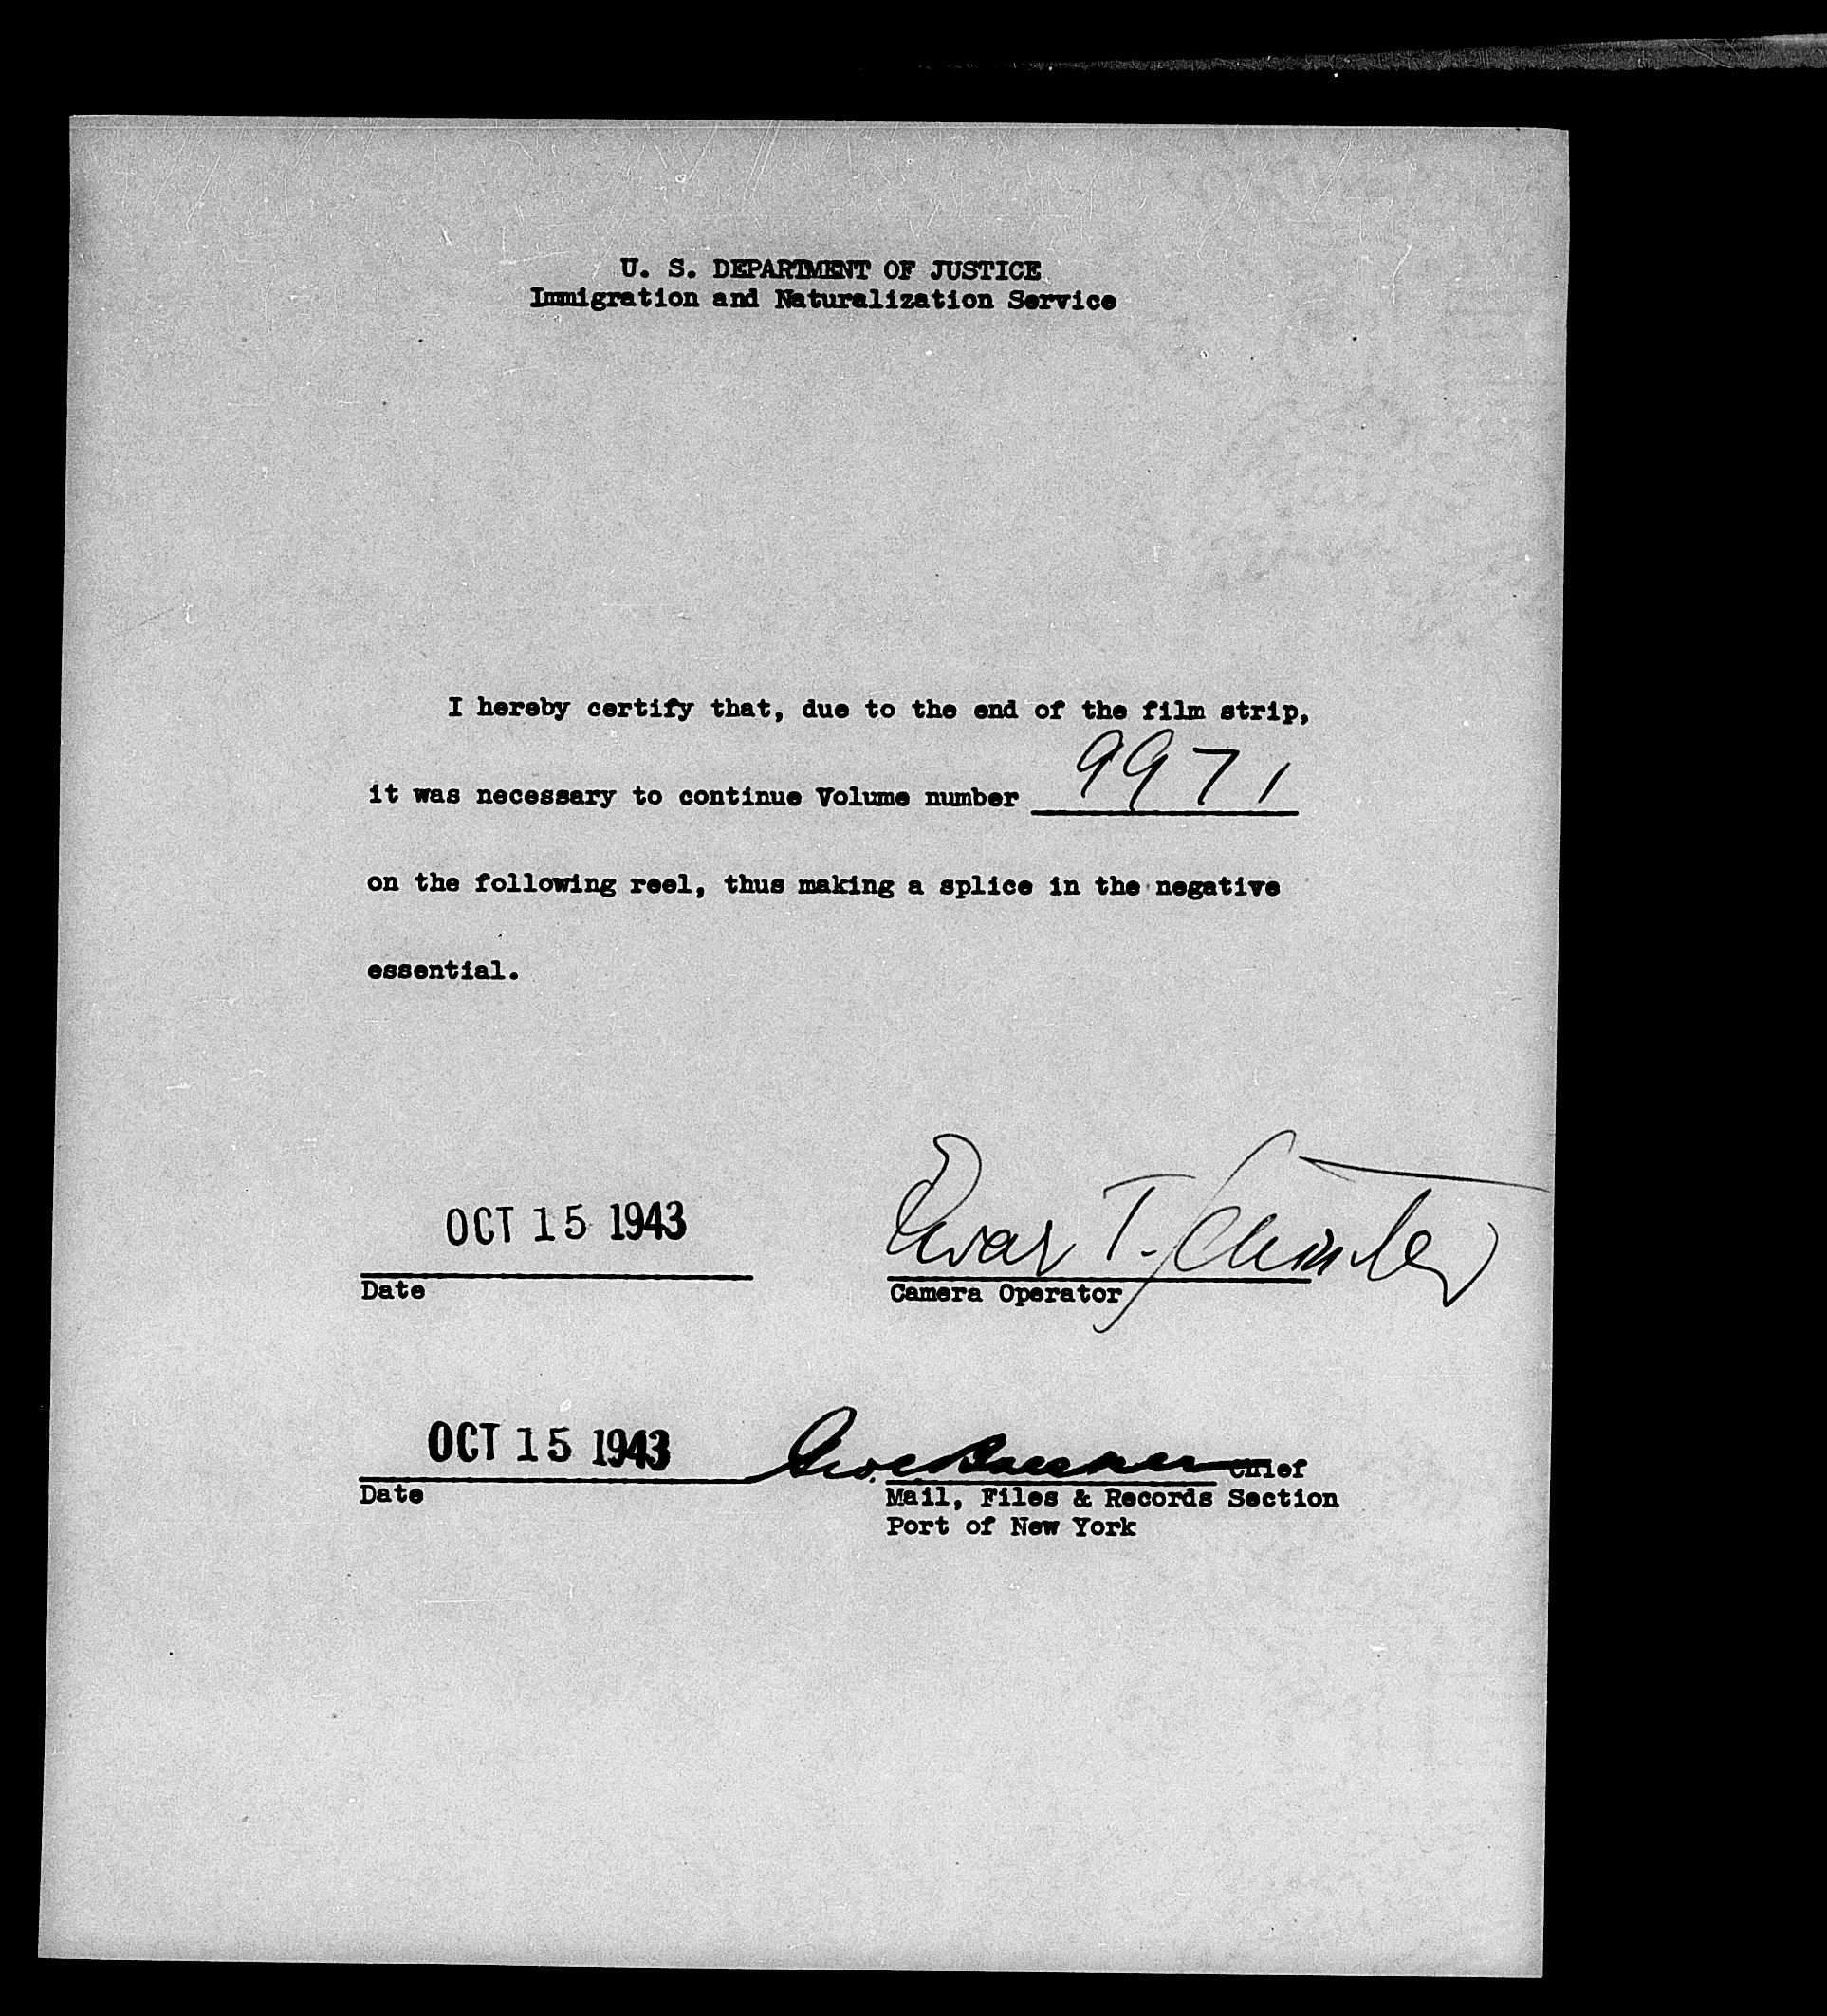 U. S. DEPARTMENT OF JUSTICE
Immigration and Naturalization Service
I hereby certify that, due to the end of the film strip,
it was necessary to continue Volume number 9971
on the following reel, thus making a splice in the negative
essential.
OCT 15 1943
Date
T.
Camera Operator
OCT 15 1943
Date
Chief
Mail, Files & Records Section
Port of New York